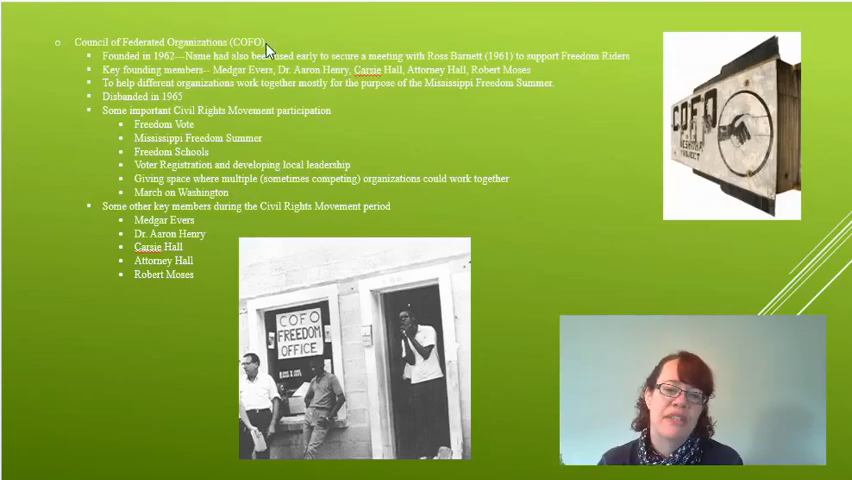 Council of Federated Organizations (COFO)
Founded in 1962—Name had also been used early to secure a meeting with Ross Barnett (1961) to support Freedom Riders
Key founding members-- Medgar Evers, Dr. Aaron Henry, Carsie Hall, Attorney Hall, Robert Moses
To help different organizations work together mostly for the purpose of the Mississippi Freedom Summer.
Disbanded in 1965
Some important Civil Rights Movement participation
Freedom Vote
Mississippi Freedom Summer
Freedom Schools
Voter Registration and developing local leadership
Giving space where multiple (sometimes competing) organizations could work together
March on Washington
Some other key members during the Civil Rights Movement period
Medgar Evers
Dr. Aaron Henry
Carsie Hall
Attorney Hall
Robert Moses
COFO
PROJECT
COFO
FREEDOM
OFFICE